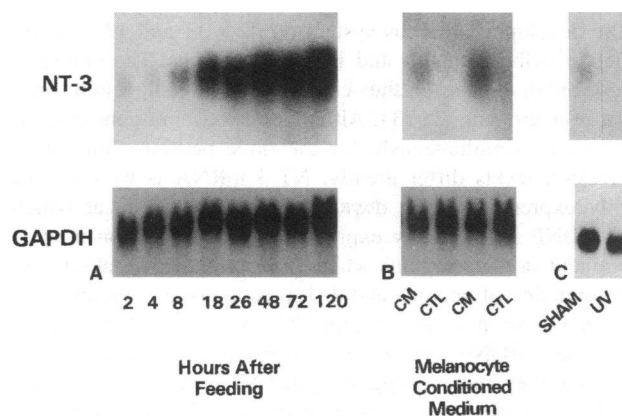 NT-3
GAPDH
A
B
C
2 4 8 18 26 48 72 120
CM CTL CM CTL
SHAM UV
Hours After
Feeding
Melanocyte
Conditioned
Medium